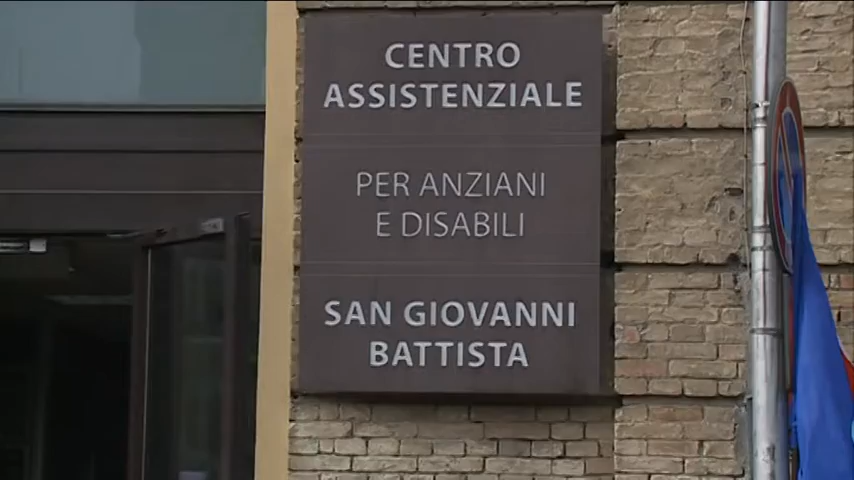 CENTRO
ASSISTENZIALE
PER ANZIANI
E DISABILI
SAN GIOVANNI
BATTISTA